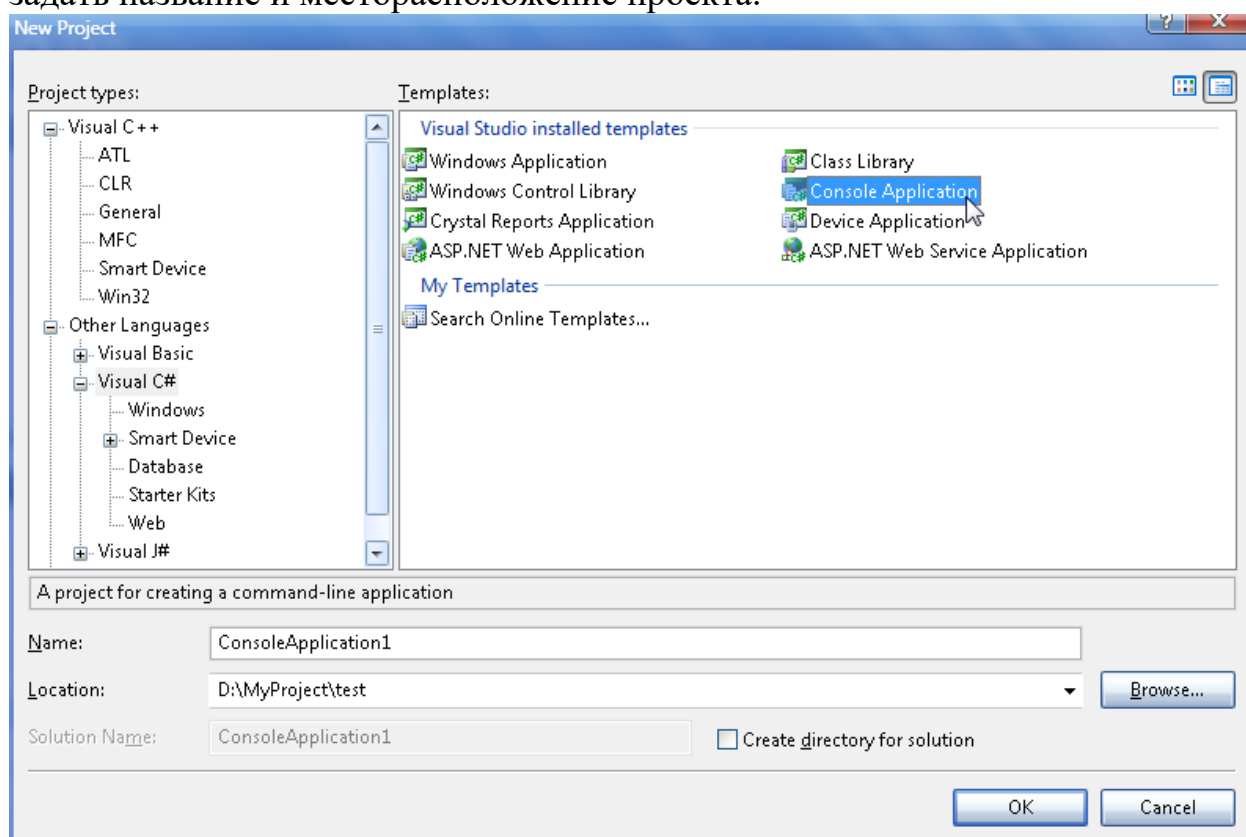 задать название и месторасположение проекта.
New Project
Project types:
Visual C++
ATL
CLR
General
MFC
Smart Device
Win32
Other Languages
Visual Basic
Visual C#
Windows
Smart Device
Database
Starter Kits
Web
Visual J#
Templates:
Visual Studio installed templates
Windows Application
Class Library
Windows Control Library
Console Application
Crystal Reports Application
Device Application
ASP.NET Web Application
ASP.NET Web Service Application
My Templates
Search Online Templates...
A project for creating a command-line application
Name: ConsoleApplication1
Location: D:\MyProject\test Browse...
Solution Name: ConsoleApplication1 Create directory for solution
OK Cancel